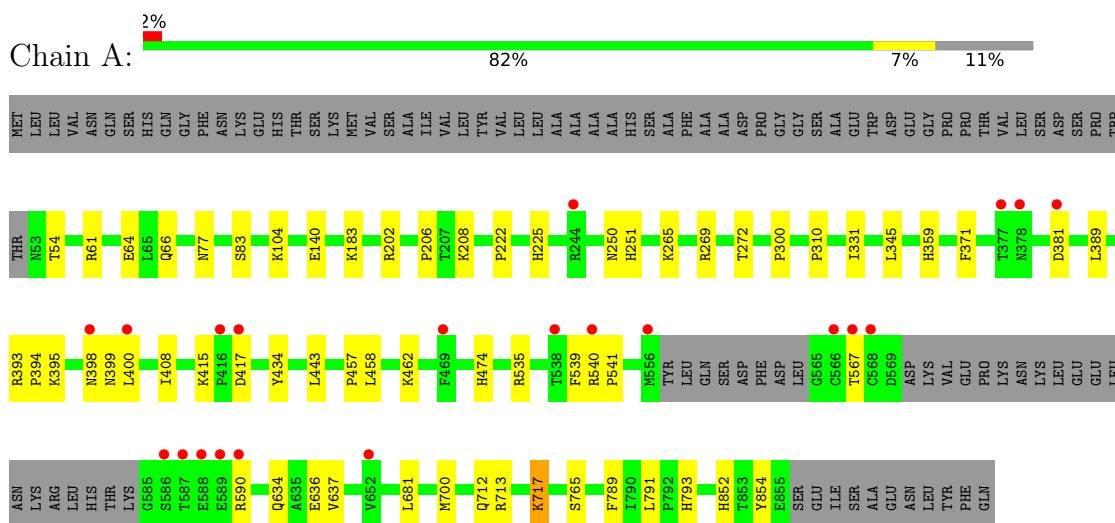 2%
Chain A:
82% 7% 11%
MET LEU LEU VAL ASN GLN SER HIS GLN GLY PHE ASN LYS GLU HIS THR SER LYS MET VAL SER ALA ILE VAL LEU TYR VAL LEU LEU ALA ALA ALA ALA HIS SER ALA PHE ALA ALA ASP PRO GLY GLY SER ALA GLU TRP ASP GLU GLY PRO PRO THR VAL LEU SER ASP SER PRO TRP
THR N53 T54 R61 E64 L65 Q66 N77 S83 K104 E140 K183 R202 P206 T207 K208 P222 H225 R244 N250 H251 K265 R269 T272 P300 P310 I331 L345 H359 F371 T377 N378 D381 L389
R393 P394 K395 N398 N399 L400 I408 K415 P416 D417 Y434 L443 P457 L458 K462 F469 H474 R535 T538 F539 R540 P541 M556 TYR LEU GLN SER ASP PHE ASP LEU G565 C566 T567 C568 D569 ASP LYS VAL GLU PRO LYS ASN LYS LEU GLU GLU LEU
ASN LYS ARG LEU HIS THR LYS G585 S586 T587 E588 E589 R590 Q634 A635 E636 V637 V652 L681 M700 Q712 R713 K717 S765 F789 I790 L791 P792 H793 H852 T853 Y854 E855 SER GLU ILE SER ALA GLU ASN LEU TYR PHE GLN